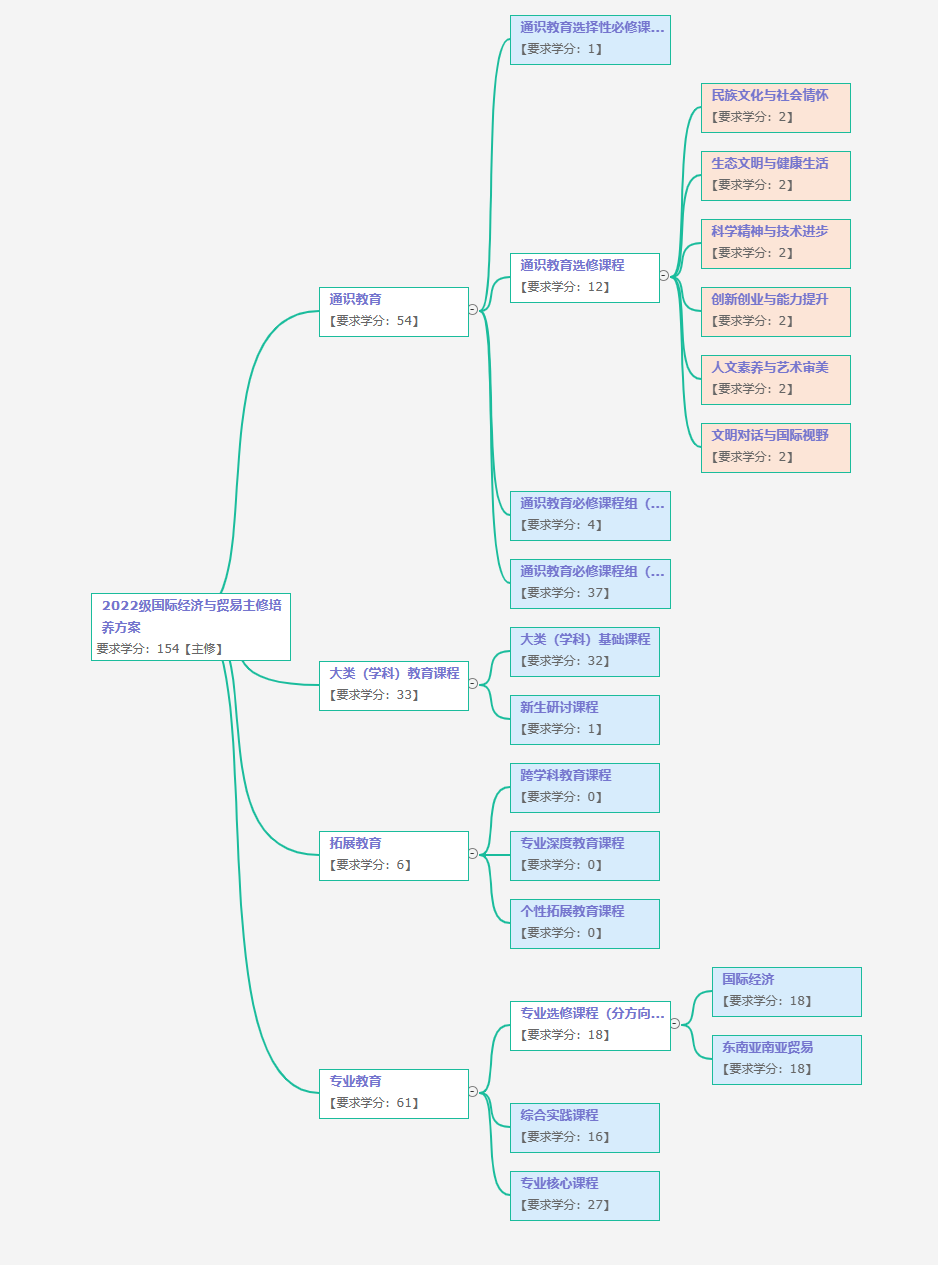 通识教育选择性必修课...
【要求学分：1】
民族文化与社会情怀
【要求学分：2】
生态文明与健康生活
【要求学分：2】
科学精神与技术进步
【要求学分：2】
通识教育选修课程
【要求学分：12】
创新创业与能力提升
【要求学分：2】
通识教育
【要求学分：54】
人文素养与艺术审美
【要求学分：2】
文明对话与国际视野
【要求学分：2】
通识教育必修课程组（...
【要求学分：4】
通识教育必修课程组（...
【要求学分：37】
2022级国际经济与贸易主修培
养方案
要求学分：154【主修】
大类（学科）基础课程
【要求学分：32】
大类（学科）教育课程
【要求学分：33】
新生研讨课程
【要求学分：1】
跨学科教育课程
【要求学分：0】
拓展教育
【要求学分：6】
专业深度教育课程
【要求学分：0】
个性拓展教育课程
【要求学分：0】
国际经济
【要求学分：18】
专业选修课程（分方向...
【要求学分：18】
东南亚南亚贸易
【要求学分：18】
专业教育
【要求学分：61】
综合实践课程
【要求学分：16】
专业核心课程
【要求学分：27】